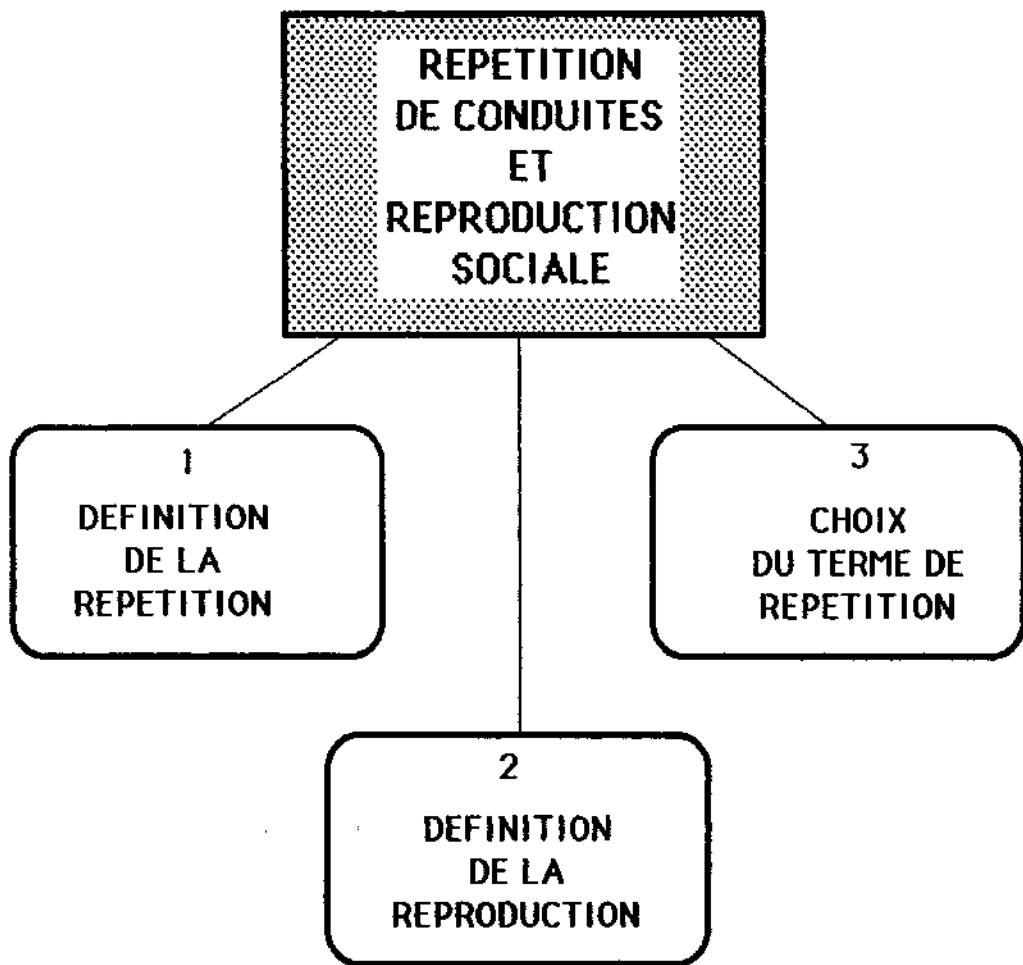 REPETITION
DE CONDUITES
ET
REPRODUCTION
SOCIALE
1
DEFINITION
DE LA
REPETITION
3
CHOIX
DU TERME DE
REPETITION
2
DEFINITION
DE LA
REPRODUCTION